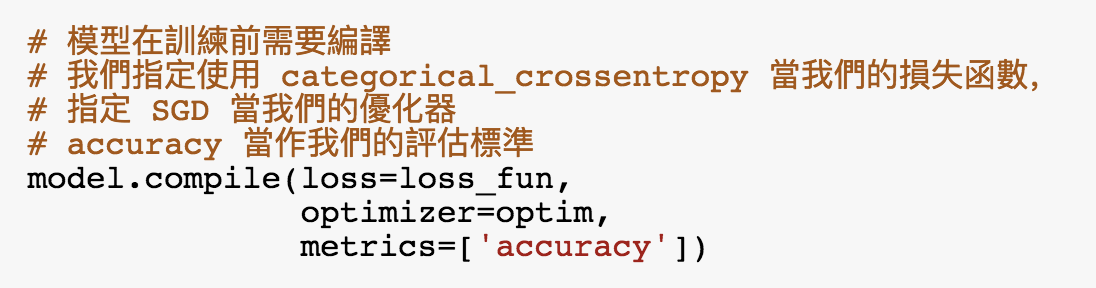 # 模型在訓練前需要編譯
# 我們指定使用 categorical_crossentropy 當我們的損失函數，
# 指定 SGD 當我們的優化器
# accuracy 當作我們的評估標準
model.compile(loss=loss_fun,
              optimizer=optim,
              metrics=['accuracy'])